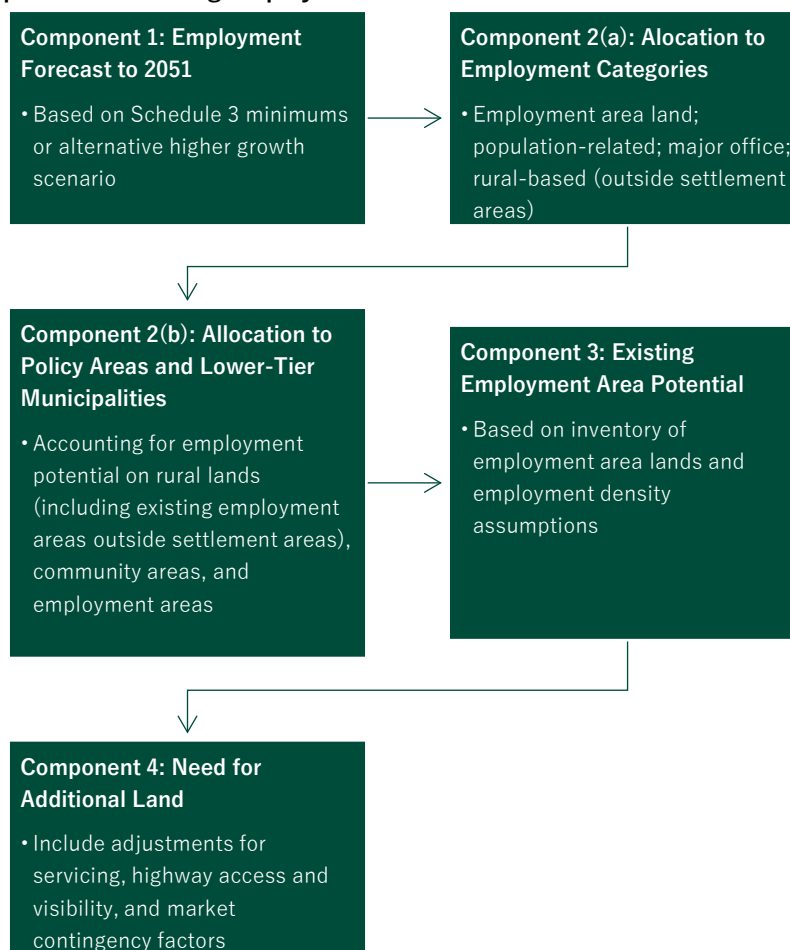 Component 1: Employment
Forecast to 2051
• Based on Schedule 3 minimums
or alternative higher growth
scenario
Component 2(a): Alocation to
Employment Categories
• Employment area land;
population-related; major office;
rural-based (outside settlement
areas)
Component 2(b): Allocation to
Policy Areas and Lower-Tier
Municipalities
• Accounting for employment
potential on rural lands
(including existing employment
areas outside settlement areas),
community areas, and
employment areas
Component 3: Existing
Employment Area Potential
• Based on inventory of
employment area lands and
employment density
assumptions
Component 4: Need for
Additional Land
• Include adjustments for
servicing, highway access and
visibility, and market
contingency factors